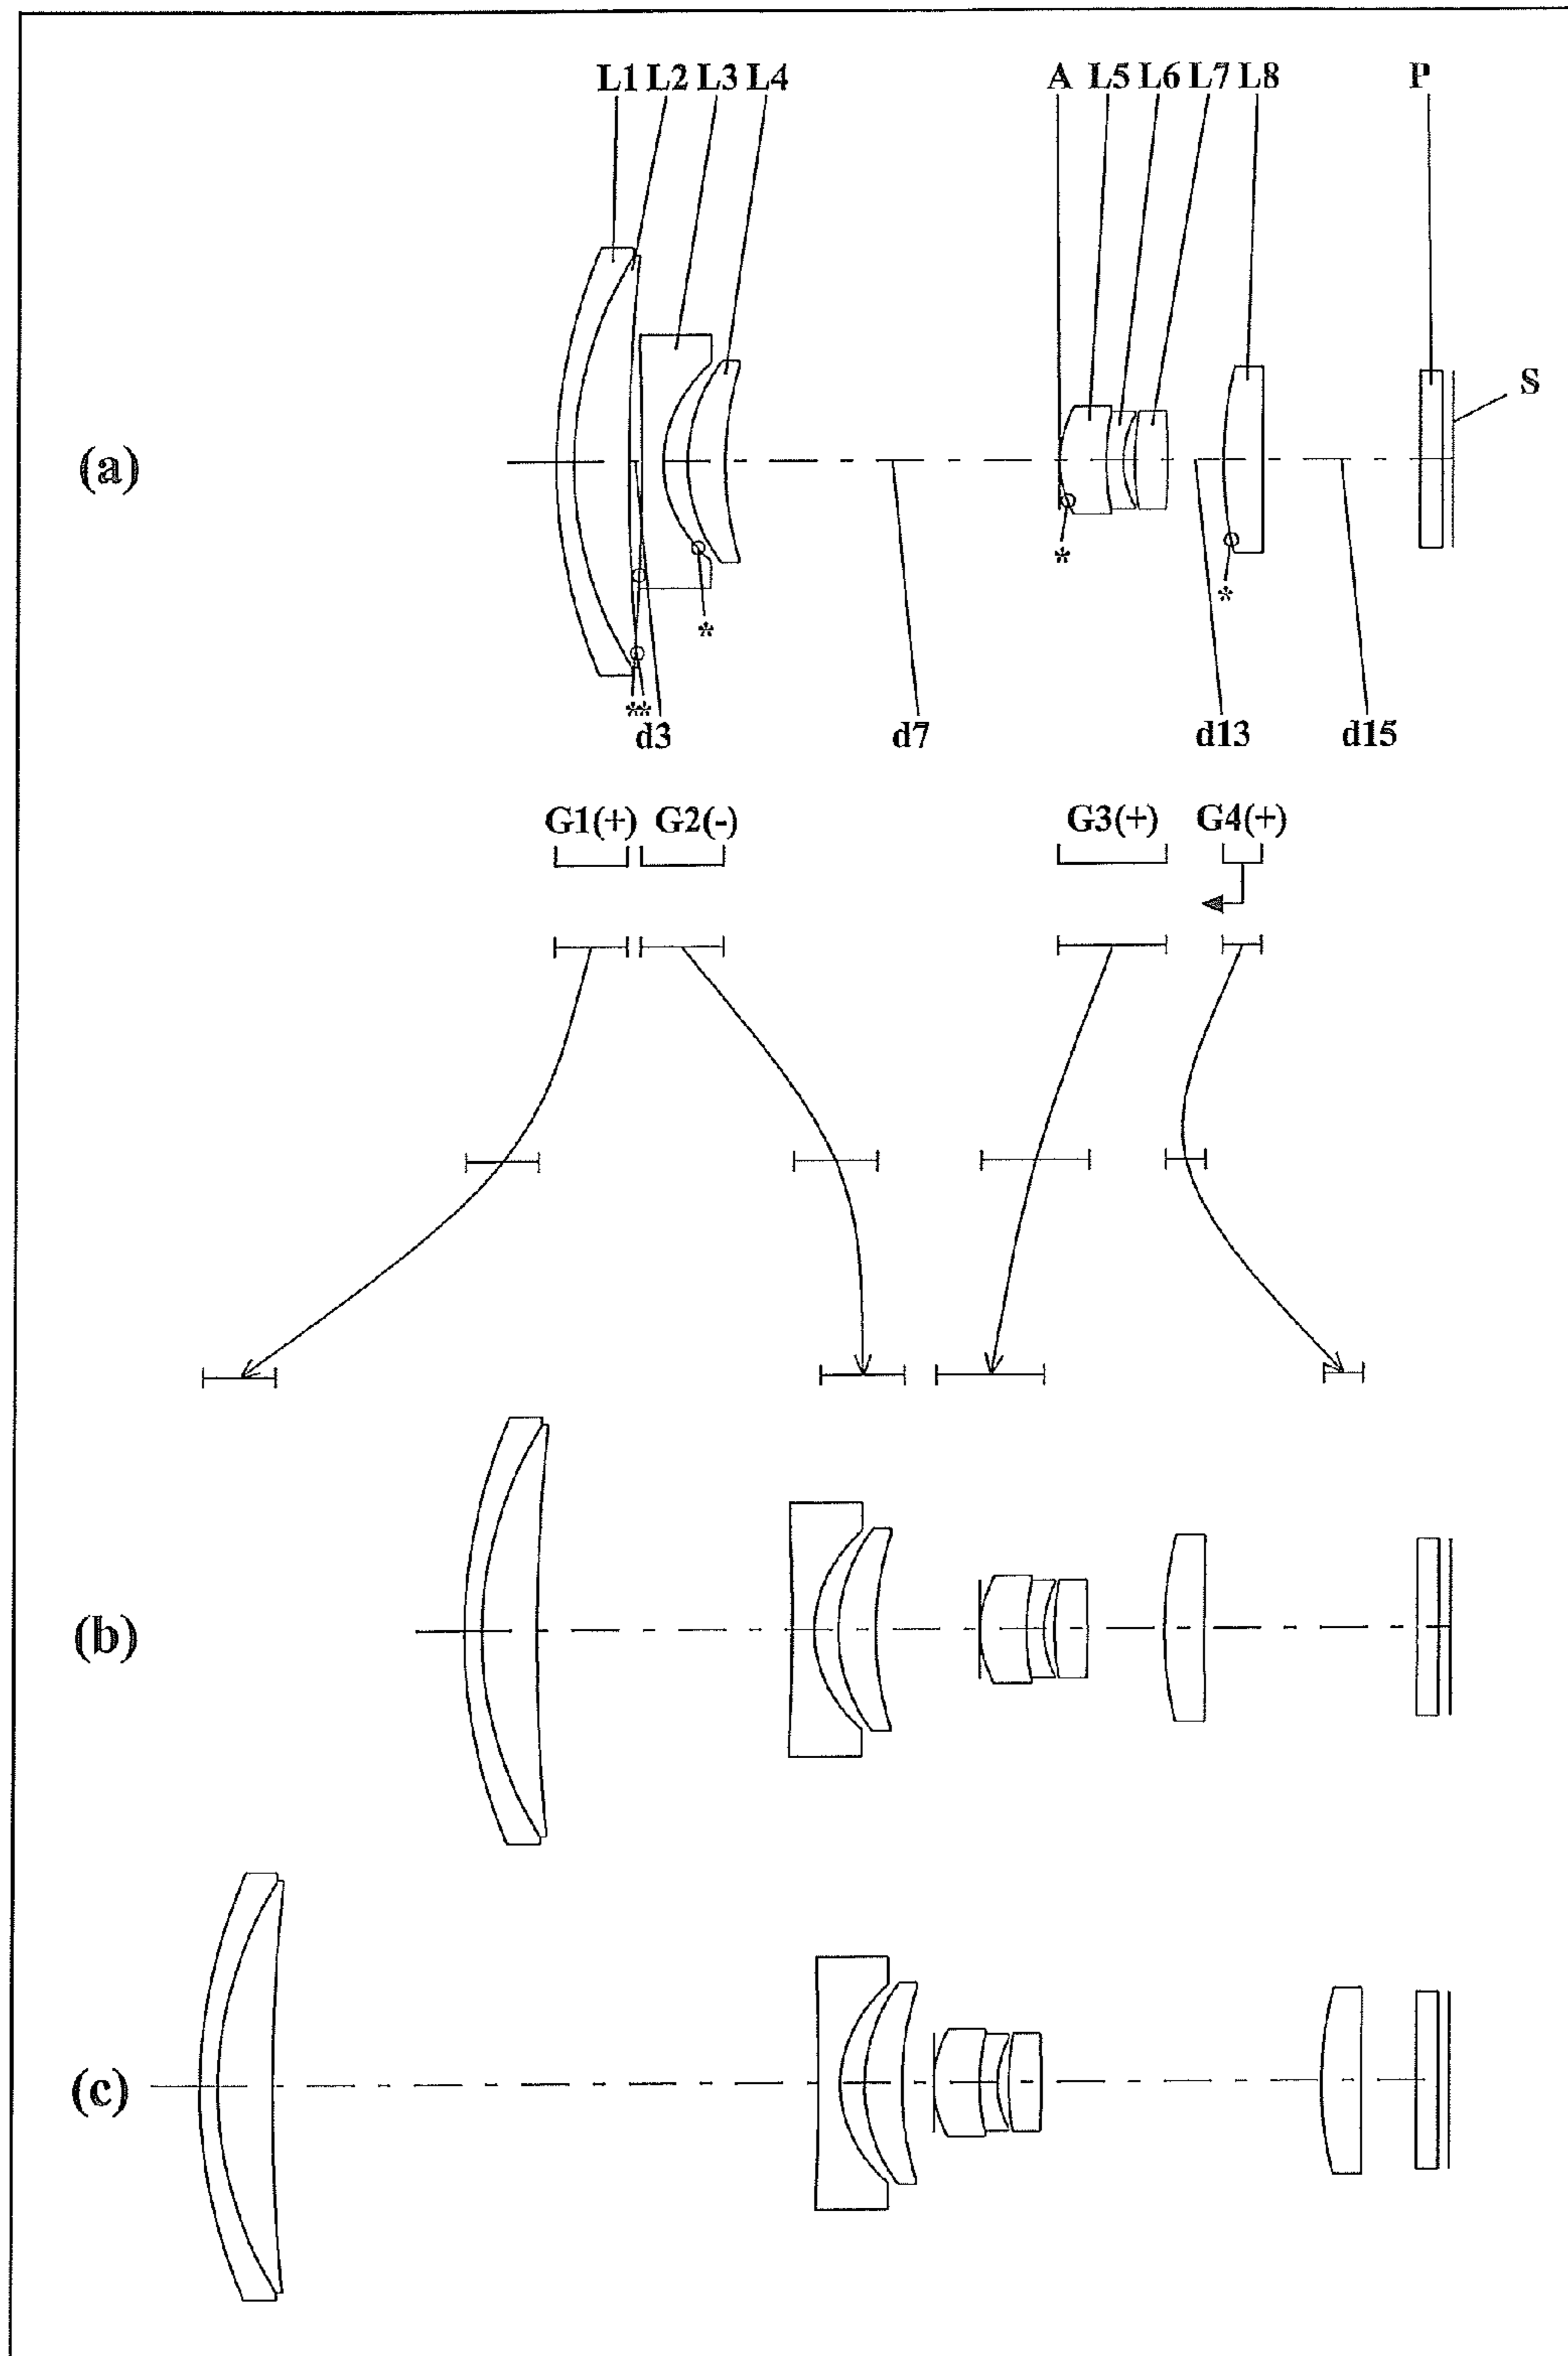 L1 L2 L3 L4 A L5 L6 L7 L8 P
S
(a)
*
*
*
**
d3 d7 d13 d15
G1(+) G2(-) G3(+) G4(+)
(b)
(c)